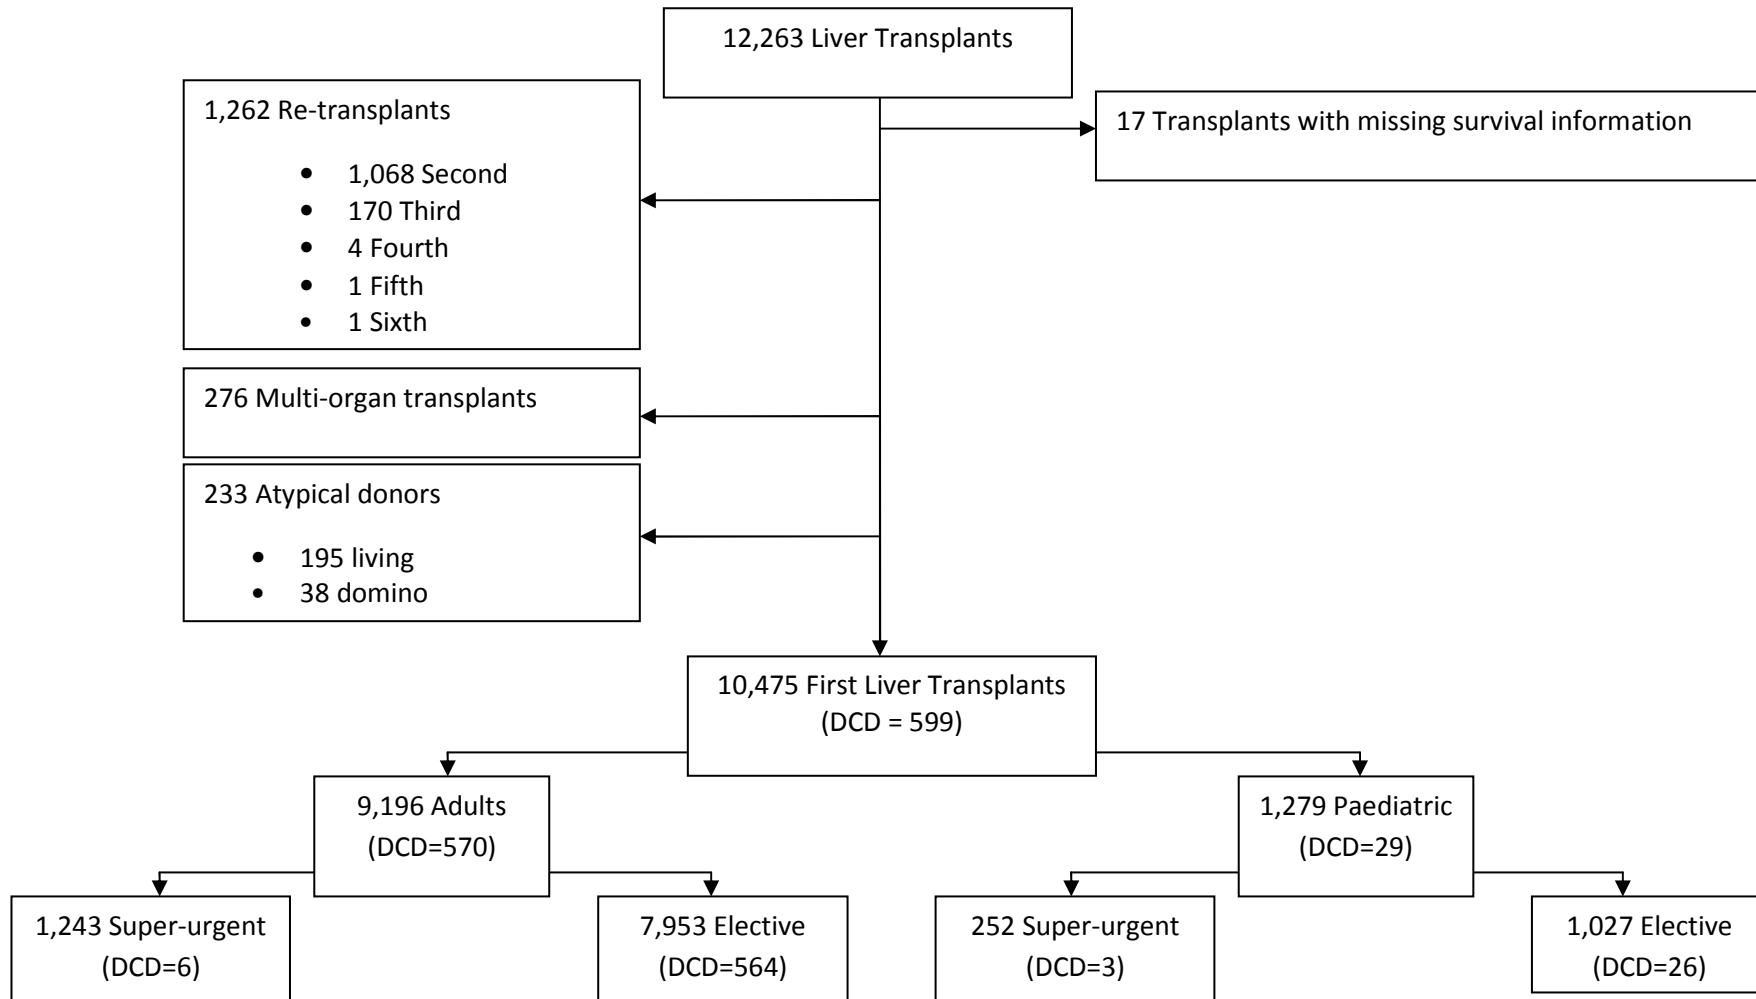 12,263 Liver Transplants
1,262 Re-transplants
• 1,068 Second
• 170 Third
• 4 Fourth
• 1 Fifth
• 1 Sixth
17 Transplants with missing survival information
276 Multi-organ transplants
233 Atypical donors
• 195 living
• 38 domino
10,475 First Liver Transplants
(DCD = 599)
9,196 Adults
(DCD=570)
1,279 Paediatric
(DCD=29)
1,243 Super-urgent
(DCD=6)
7,953 Elective
(DCD=564)
252 Super-urgent
(DCD=3)
1,027 Elective
(DCD=26)